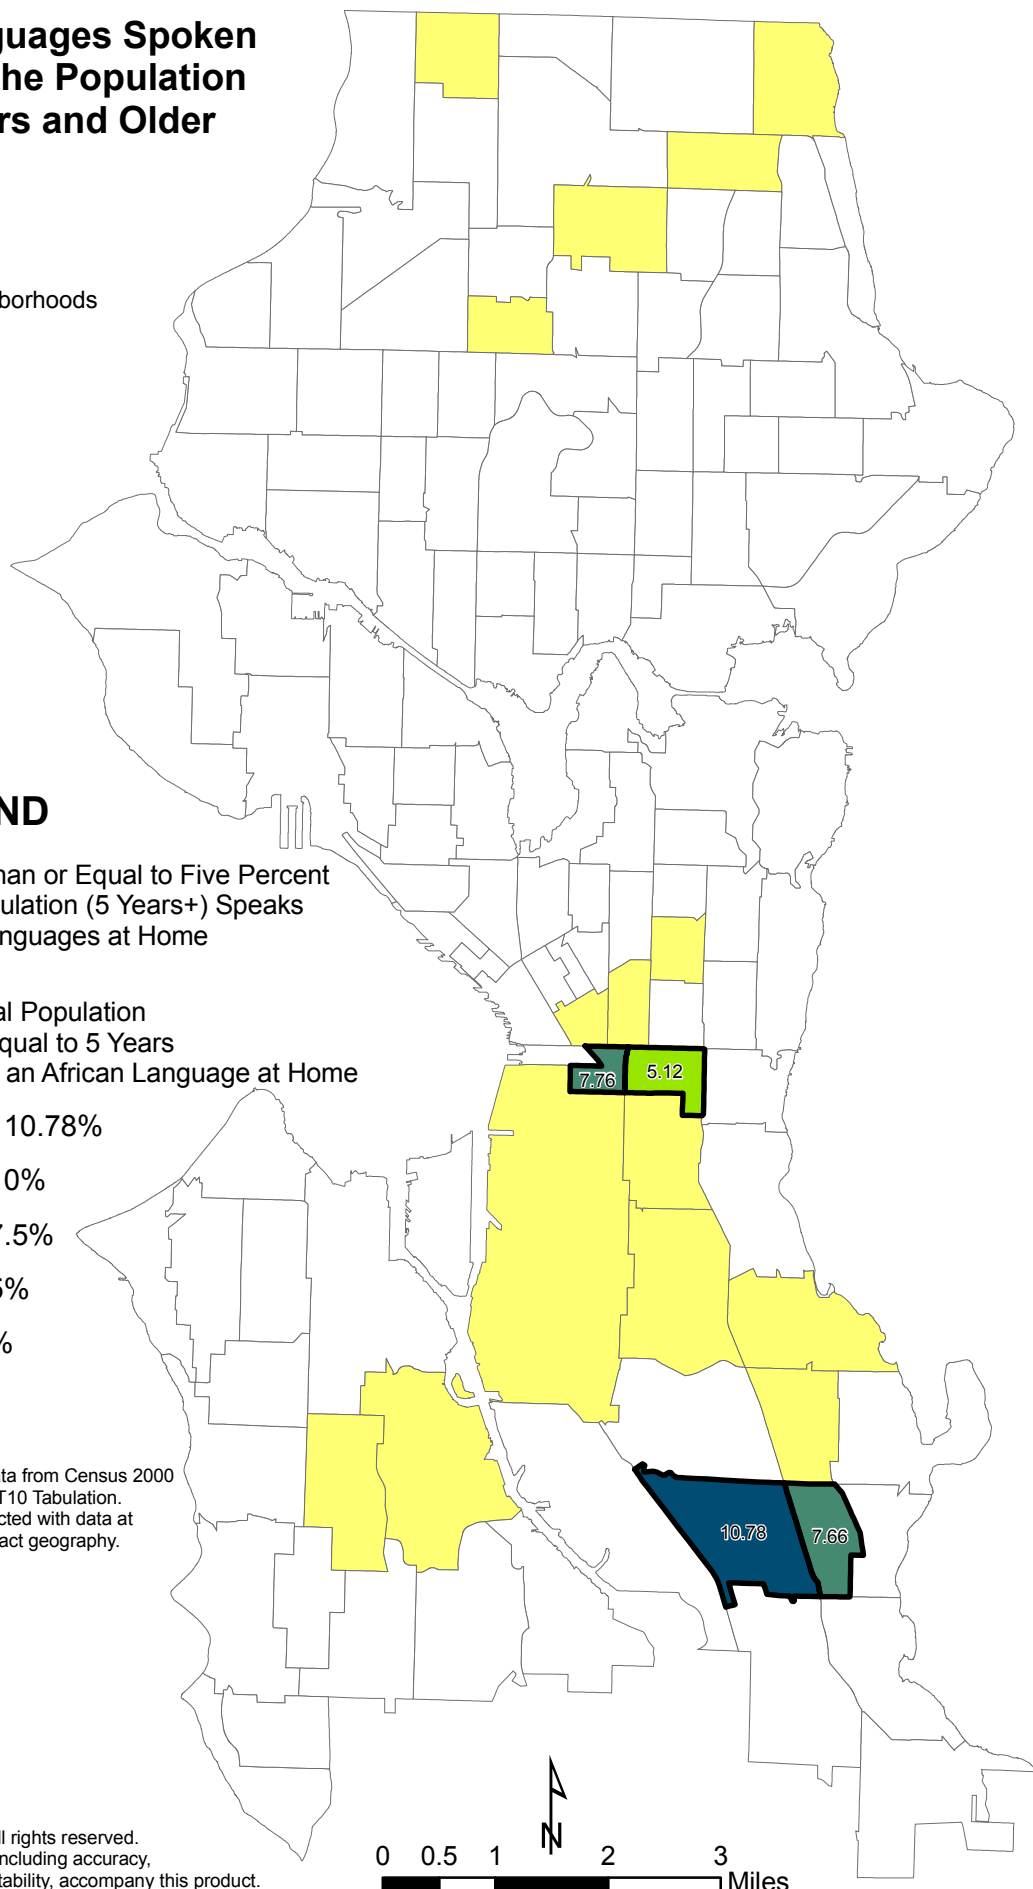 guages Spoken
he Population
rs and Older
borhoods
ND
han or Equal to Five Percent
ulation (5 Years+) Speaks
nguages at Home
al Population
qual to 5 Years
an African Language at Home
10.78%
0%
7.5%
5%
%
7.76
5.12
10.78
7.66
ta from Census 2000
T10 Tabulation.
cted with data at
act geography.
N
ll rights reserved.
ncluding accuracy,
tability, accompany this product.
0 0.5 1 2 3
Miles